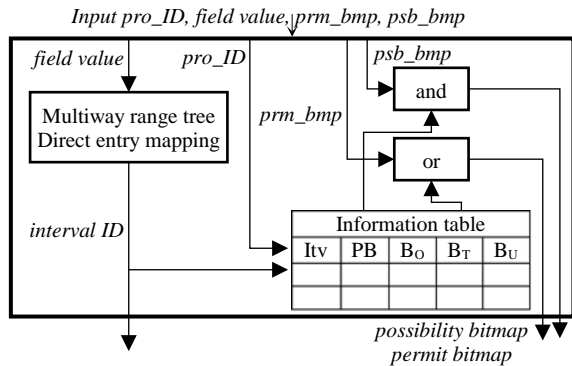 Input pro_ID, field value, prm_bmp, psb_bmp
field value
pro_ID
psb_bmp
Multiway range tree
Direct entry mapping
and
prm_bmp
or
interval ID
Information table
Itv PB BO BT BU
possibility bitmap
permit bitmap